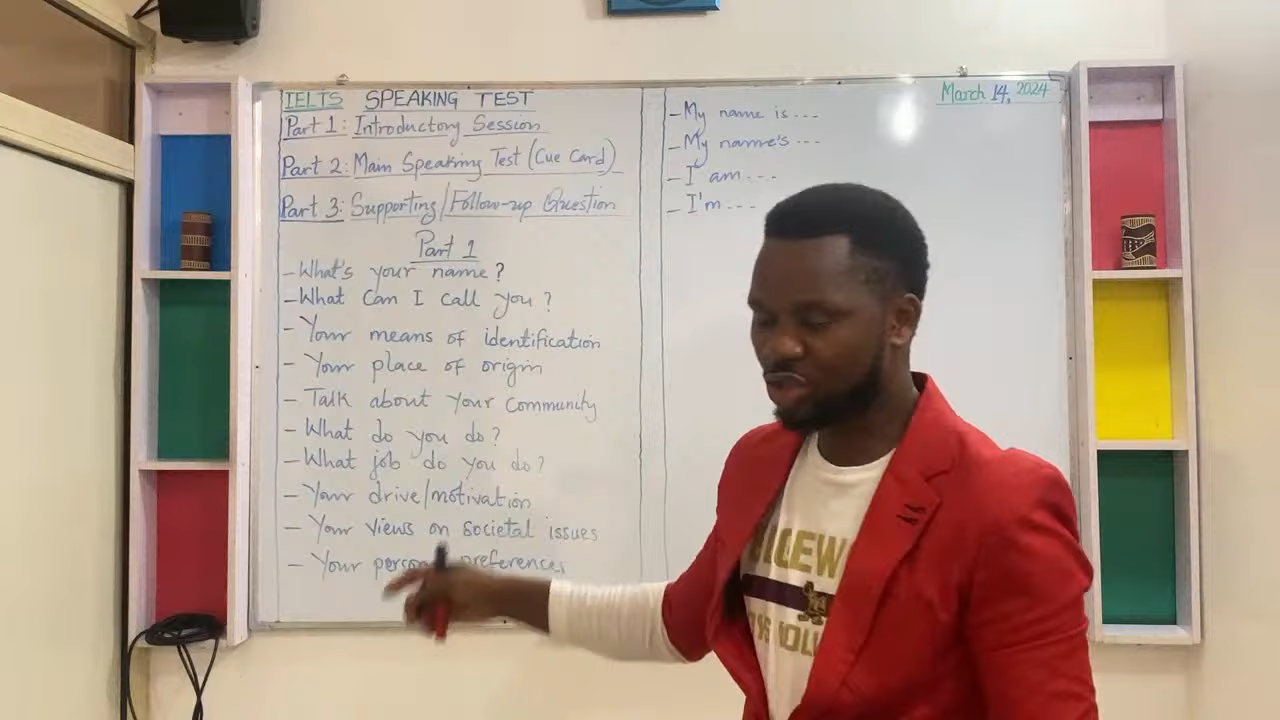 IELTS SPEAKING TEST
Part 1: Introductory Session
Part 2: Main Speaking Test (Cue Card)
Part 3: Supporting/Follow-up Question
Part 1
- What's your name?
- What Can I call you?
- Your means of identification
- Your place of origin
- Talk about your community
- What do you do?
- What job do you do?
- Your drive/motivation
- Your views on societal issues
- Your preferences
March 14, 2024
- My name is ---
- My name's ---
- I am ---
- I'm ---